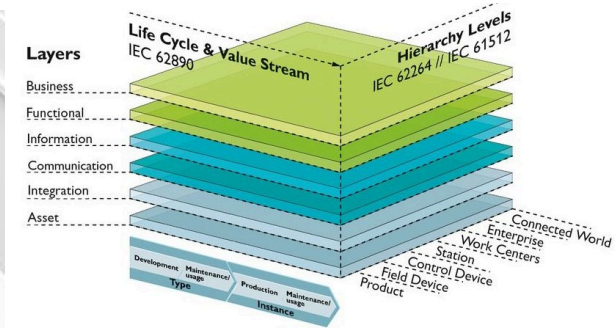 Layers
Business
Functional
Information
Communication
Integration
Asset
Life Cycle & Value Stream
IEC 62890
Hierarchy Levels
IEC 62264 // IEC 61512
Connected World
Enterprise
Work Centers
Station
Control Device
Field Device
Product
Development
Maintenance/
usage
Type
Production
Maintenance/
usage
Instance